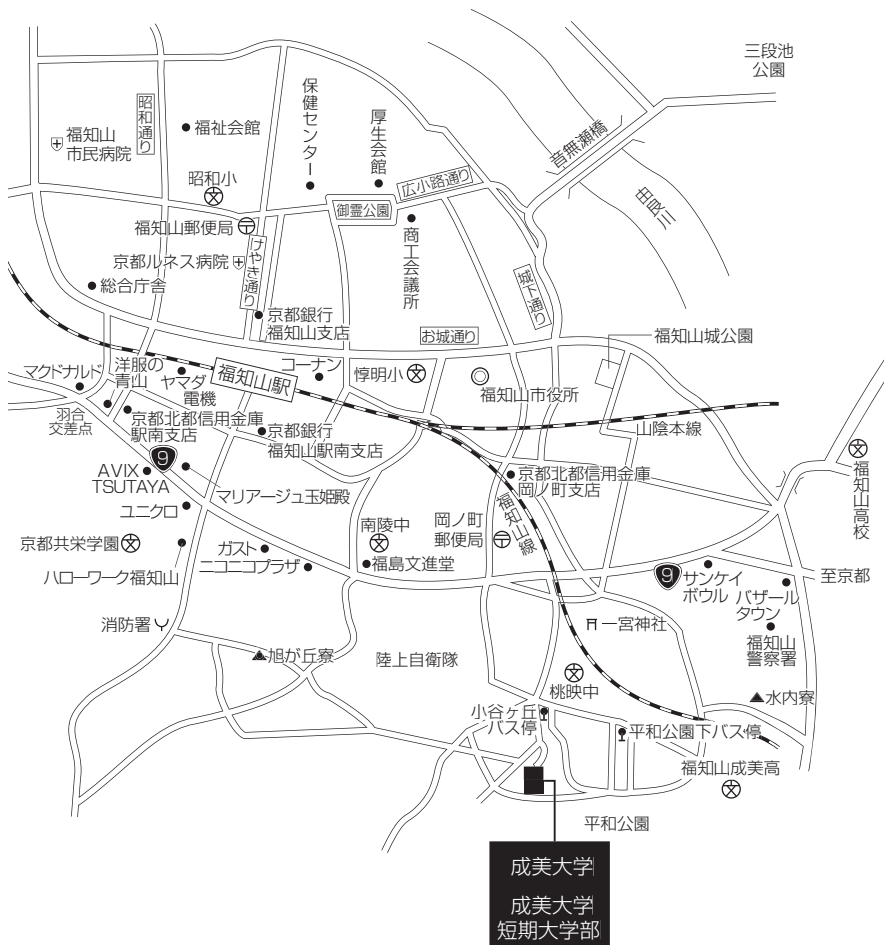 三段池
公園
昭和通り
福祉会館
保健センター
厚生会館
福知山
市民病院
音無瀬橋
昭和小
広小路通り
由良川
御霊公園
福知山郵便局
けやき通り
商工会議所
京都ルネス病院
城下通り
総合庁舎
京都銀行
福知山支店
お城通り
福知山城公園
マクドナルド
洋服の
青山
ヤマダ
電機
福知山駅
コーナン
惇明小
福知山市役所
羽合
交差点
京都北都信用金庫
駅南支店
京都銀行
福知山駅南支店
山陰本線
9
AVIX
TSUTAYA
マリアージュ玉姫殿
京都北都信用金庫
岡ノ町支店
福知山高校
ユニクロ
南陵中
岡ノ町
郵便局
福知山線
京都共栄学園
ガスト
ニコニコプラザ
福島文進堂
ハローワーク福知山
9
サンケイ
ボウル
バザール
タウン
至京都
消防署
一宮神社
福知山
警察署
旭が丘寮
陸上自衛隊
桃映中
水内寮
小谷ヶ丘
バス停
平和公園下バス停
福知山成美高
平和公園
成美大学
成美大学
短期大学部